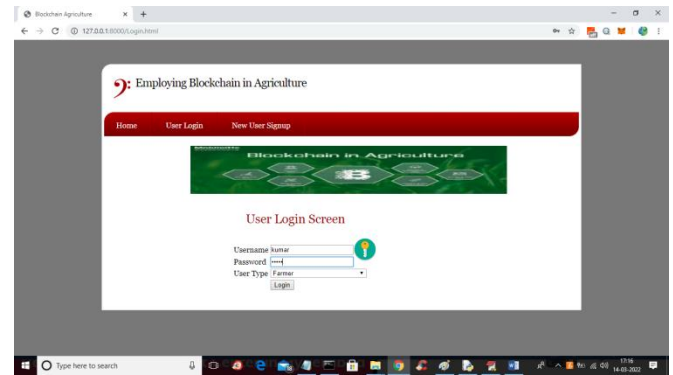 Blockchain Agriculture
127.0.0.1:8000/Login.html
Employing Blockchain in Agriculture
Home User Login New User Signup
Blockchain in Agriculture
User Login Screen
Username kumar
Password •••••
User Type Farmer
Login
Type here to search
17:16
14-03-2022